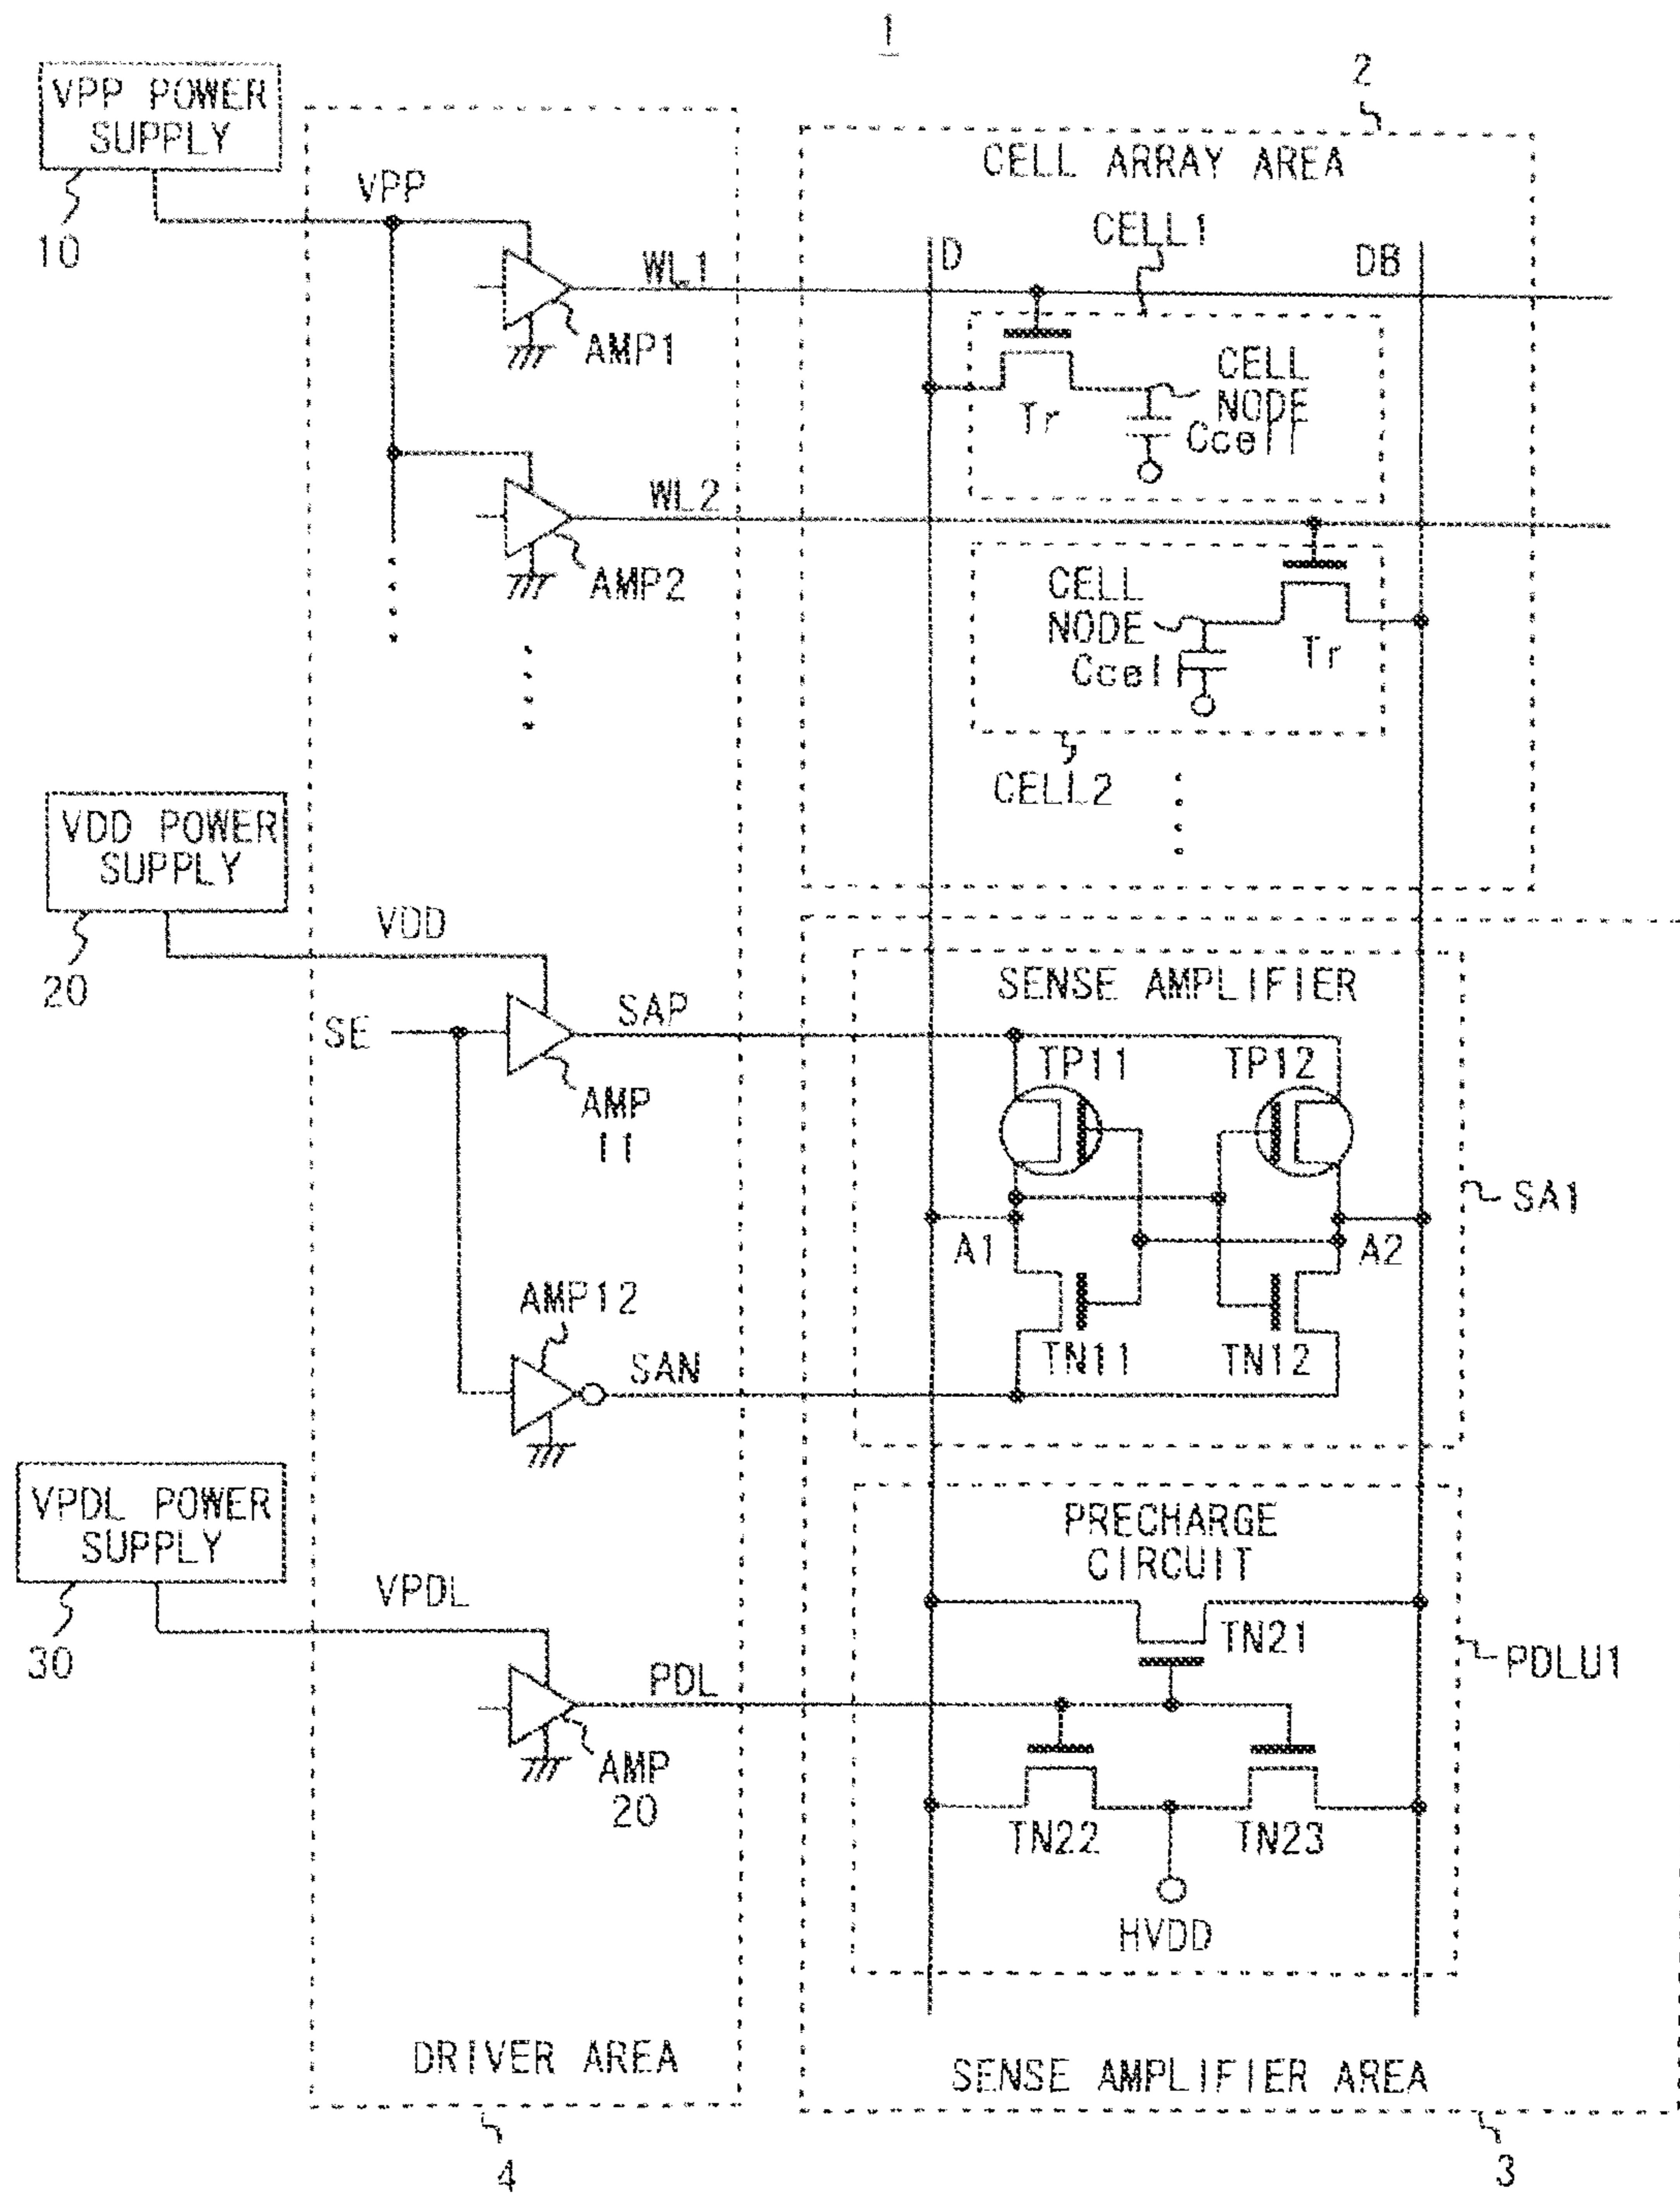 1
2
VPP POWER
SUPPLY
10
VPP
WL1
AMP1
WL2
AMP2
CELL ARRAY AREA
CELL1
D
DB
CELL
NODE
Tr
Ccell
CELL
NODE
Ccell
Tr
CELL2
VDD POWER
SUPPLY
20
VDD
SE
SAP
AMP
11
AMP12
SAN
SENSE AMPLIFIER
TP11
TP12
A1
A2
TN11
TN12
SA1
VPDL POWER
SUPPLY
30
VPDL
PDL
AMP
20
PRECHARGE
CIRCUIT
TN21
TN22
TN23
HVDD
PDLU1
DRIVER AREA
SENSE AMPLIFIER AREA
4
3